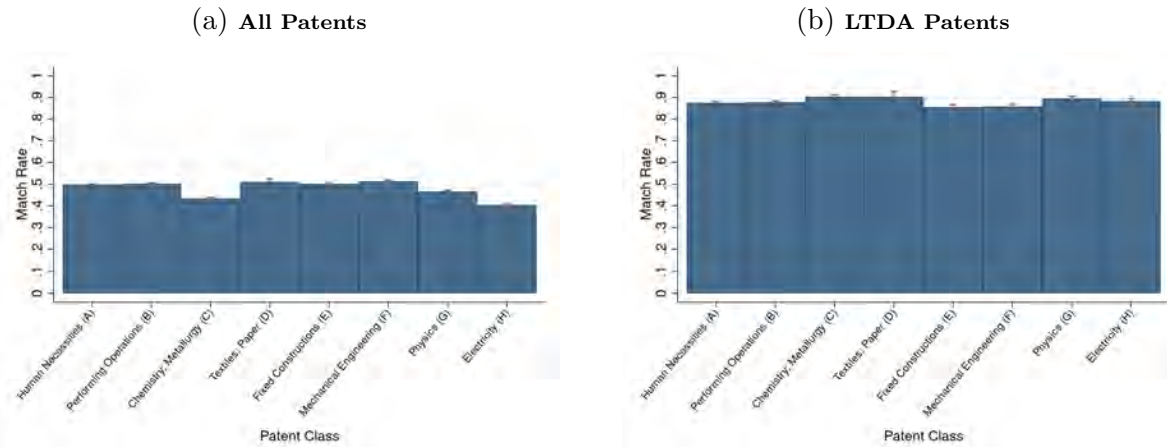 (a) All Patents
Match Rate
1
.9
.8
.7
.6
.5
.4
.3
.2
.1
0
Human Necessities (A)
Performing Operations (B)
Chemistry; Metallurgy (C)
Textiles; Paper (D)
Fixed Constructions (E)
Mechanical Engineering (F)
Physics (G)
Electricity (H)
Patent Class
(b) LTDA Patents
Match Rate
1
.9
.8
.7
.6
.5
.4
.3
.2
.1
0
Human Necessities (A)
Performing Operations (B)
Chemistry; Metallurgy (C)
Textiles; Paper (D)
Fixed Constructions (E)
Mechanical Engineering (F)
Physics (G)
Electricity (H)
Patent Class